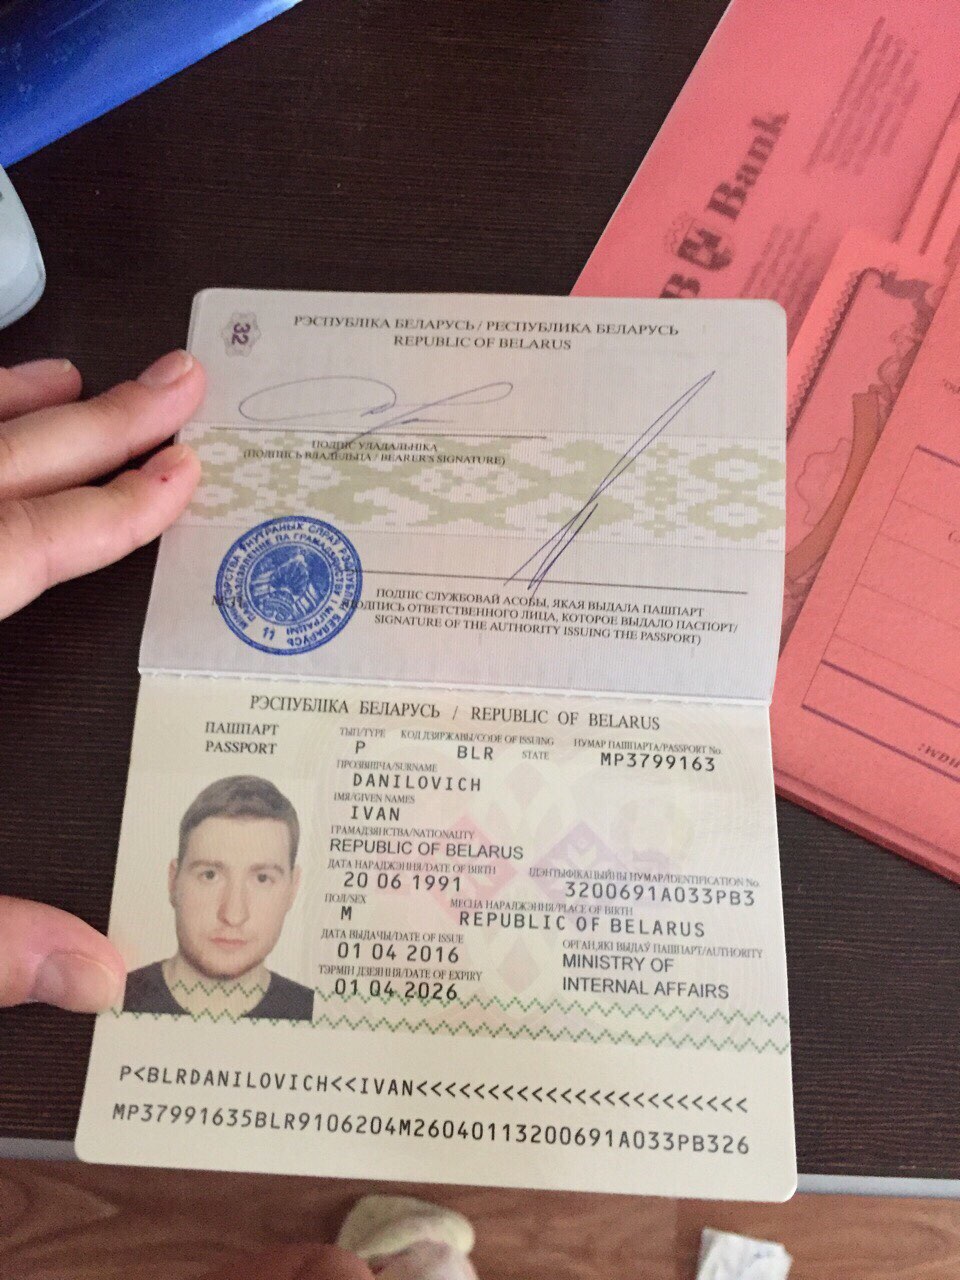 Bank
32
РЭСПУБЛІКА БЕЛАРУСЬ / РЕСПУБЛИКА БЕЛАРУСЬ
REPUBLIC OF BELARUS
ПОДПІС УЛАДАЛЬНІКА
(ПОДПИСЬ ВЛАДЕЛЬЦА / BEARER'S SIGNATURE)
ПОДПІС СЛУЖБОВАЙ АСОБЫ, ЯКАЯ ВЫДАЛА ПАШПАРТ
(ПОДПИСЬ ОТВЕТСТВЕННОГО ЛИЦА, КОТОРОЕ ВЫДАЛО ПАСПОРТ/
SIGNATURE OF THE AUTHORITY ISSUING THE PASSPORT)
РЭСПУБЛІКА БЕЛАРУСЬ / REPUBLIC OF BELARUS
ПАШПАРТ
PASSPORT
ТЫП/TYPE КОД ДЗЯРЖАВЫ/CODE OF ISSUING STATE НУМАР ПАШПАРТА/PASSPORT No.
P BLR MP3799163
ПРОЗВІШЧА/SURNAME
DANILOVICH
ІМЯ/GIVEN NAMES
IVAN
ГРАМАДЗЯНСТВА/NATIONALITY
REPUBLIC OF BELARUS
ДАТА НАРАДЖЭННЯ/DATE OF BIRTH ІДЭНТЫФІКАЦЫЙНЫ НУМАР/IDENTIFICATION No.
20 06 1991 3200691A033PB3
ПОЛ/SEX МЕСЦА НАРАДЖЭННЯ/PLACE OF BIRTH
M REPUBLIC OF BELARUS
ДАТА ВЫДАЧЫ/DATE OF ISSUE ОРГАН, ЯКІ ВЫДАЎ ПАШПАРТ/AUTHORITY
01 04 2016 MINISTRY OF
ТЭРМІН ДЗЕЯННЯ/DATE OF EXPIRY INTERNAL AFFAIRS
01 04 2026
P<BLRDANILOVICH<<IVAN<<<<<<<<<<<<<<<<<<<<<<<
MP37991635BLR9106204M26040113200691A033PB326